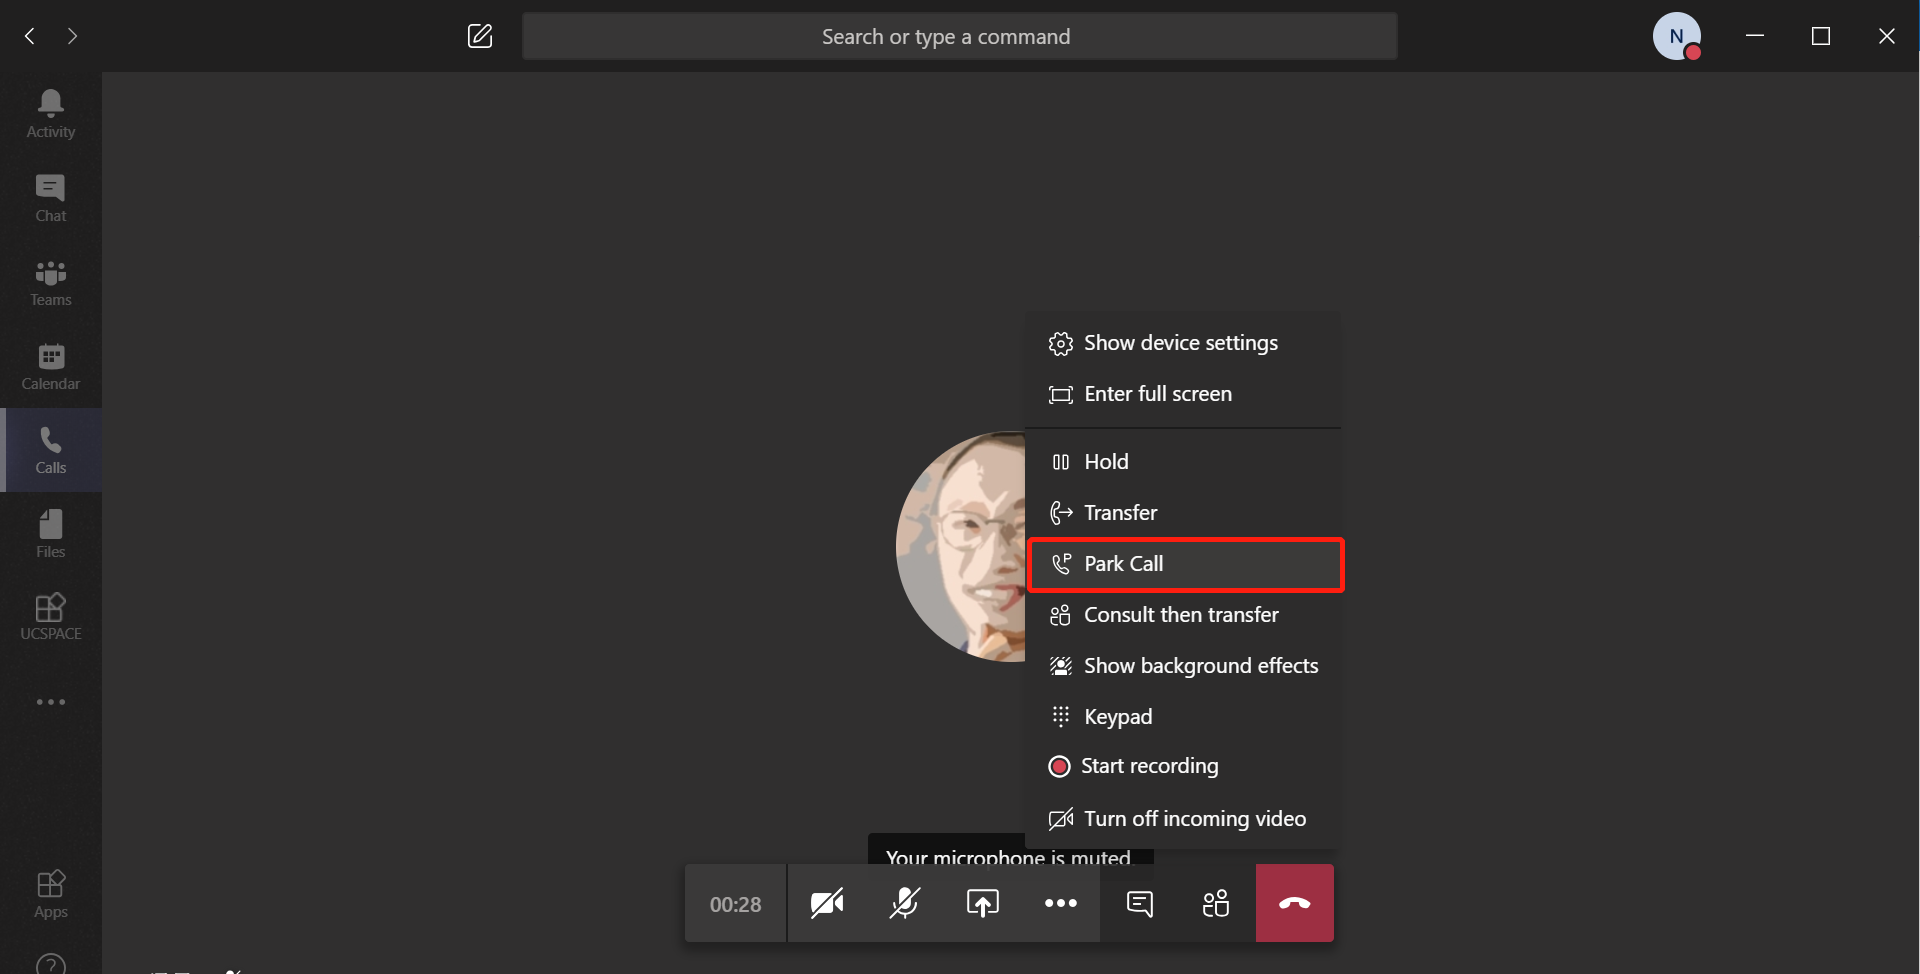 Search or type a command
N
Activity
Chat
Teams
Calendar
Calls
Files
UCSPACE
Apps
Show device settings
Enter full screen
Hold
Transfer
Park Call
Consult then transfer
Show background effects
Keypad
Start recording
Turn off incoming video
Your microphone is muted
00:28